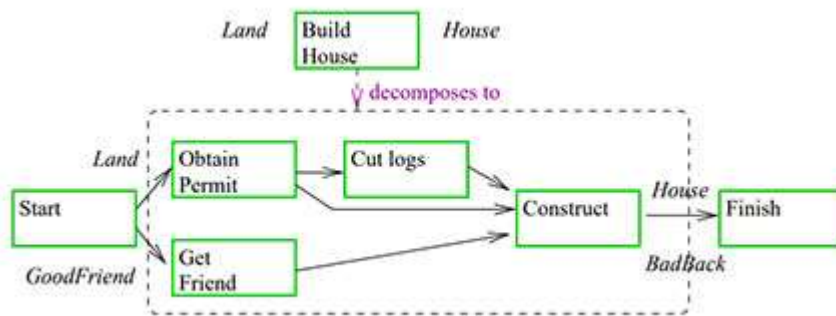 Land
Build
House
House
decomposes to
Land
Obtain
Permit
Cut logs
Start
Construct
House
Finish
GoodFriend
Get
Friend
BadBack